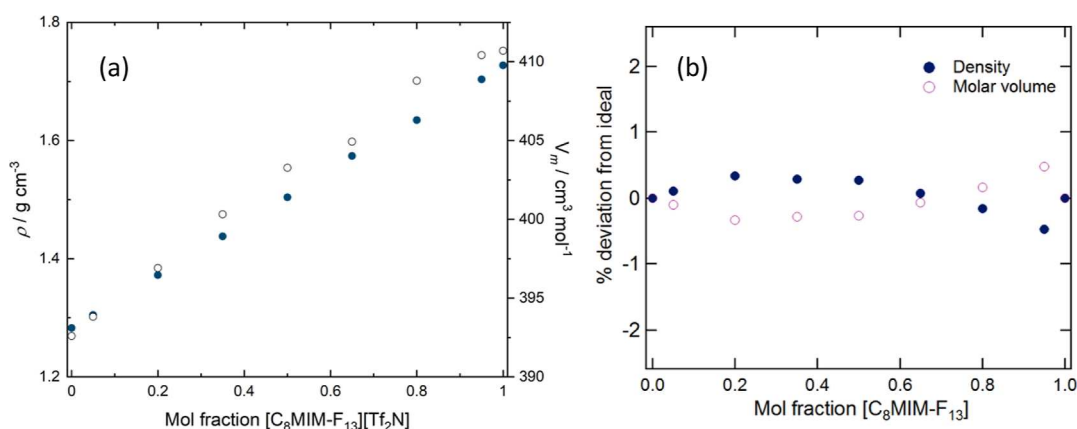 (a)
1.8
1.6
1.4
1.2
ρ / g cm⁻³
410
405
400
395
390
Vₘ / cm³ mol⁻¹
0 0.2 0.4 0.6 0.8 1
Mol fraction [C₈MIM-F₁₃][Tf₂N]
(b)
Density
Molar volume
2
1
0
-1
-2
% deviation from ideal
0.0 0.2 0.4 0.6 0.8 1.0
Mol fraction [C₈MIM-F₁₃]